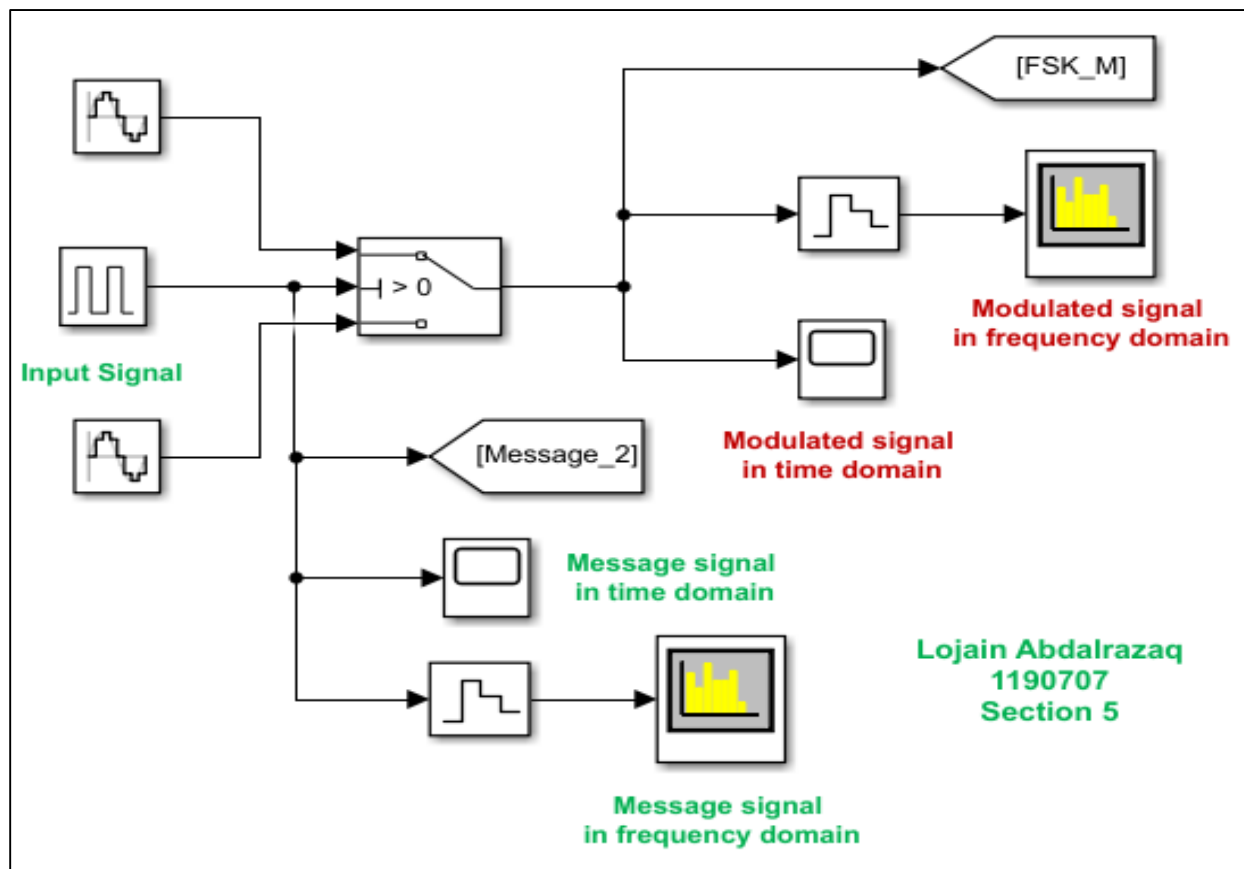 [FSK_M]
> 0
Input Signal
Modulated signal
in frequency domain
Modulated signal
in time domain
[Message_2]
Message signal
in time domain
Lojain Abdalrazaq
1190707
Section 5
Message signal
in frequency domain